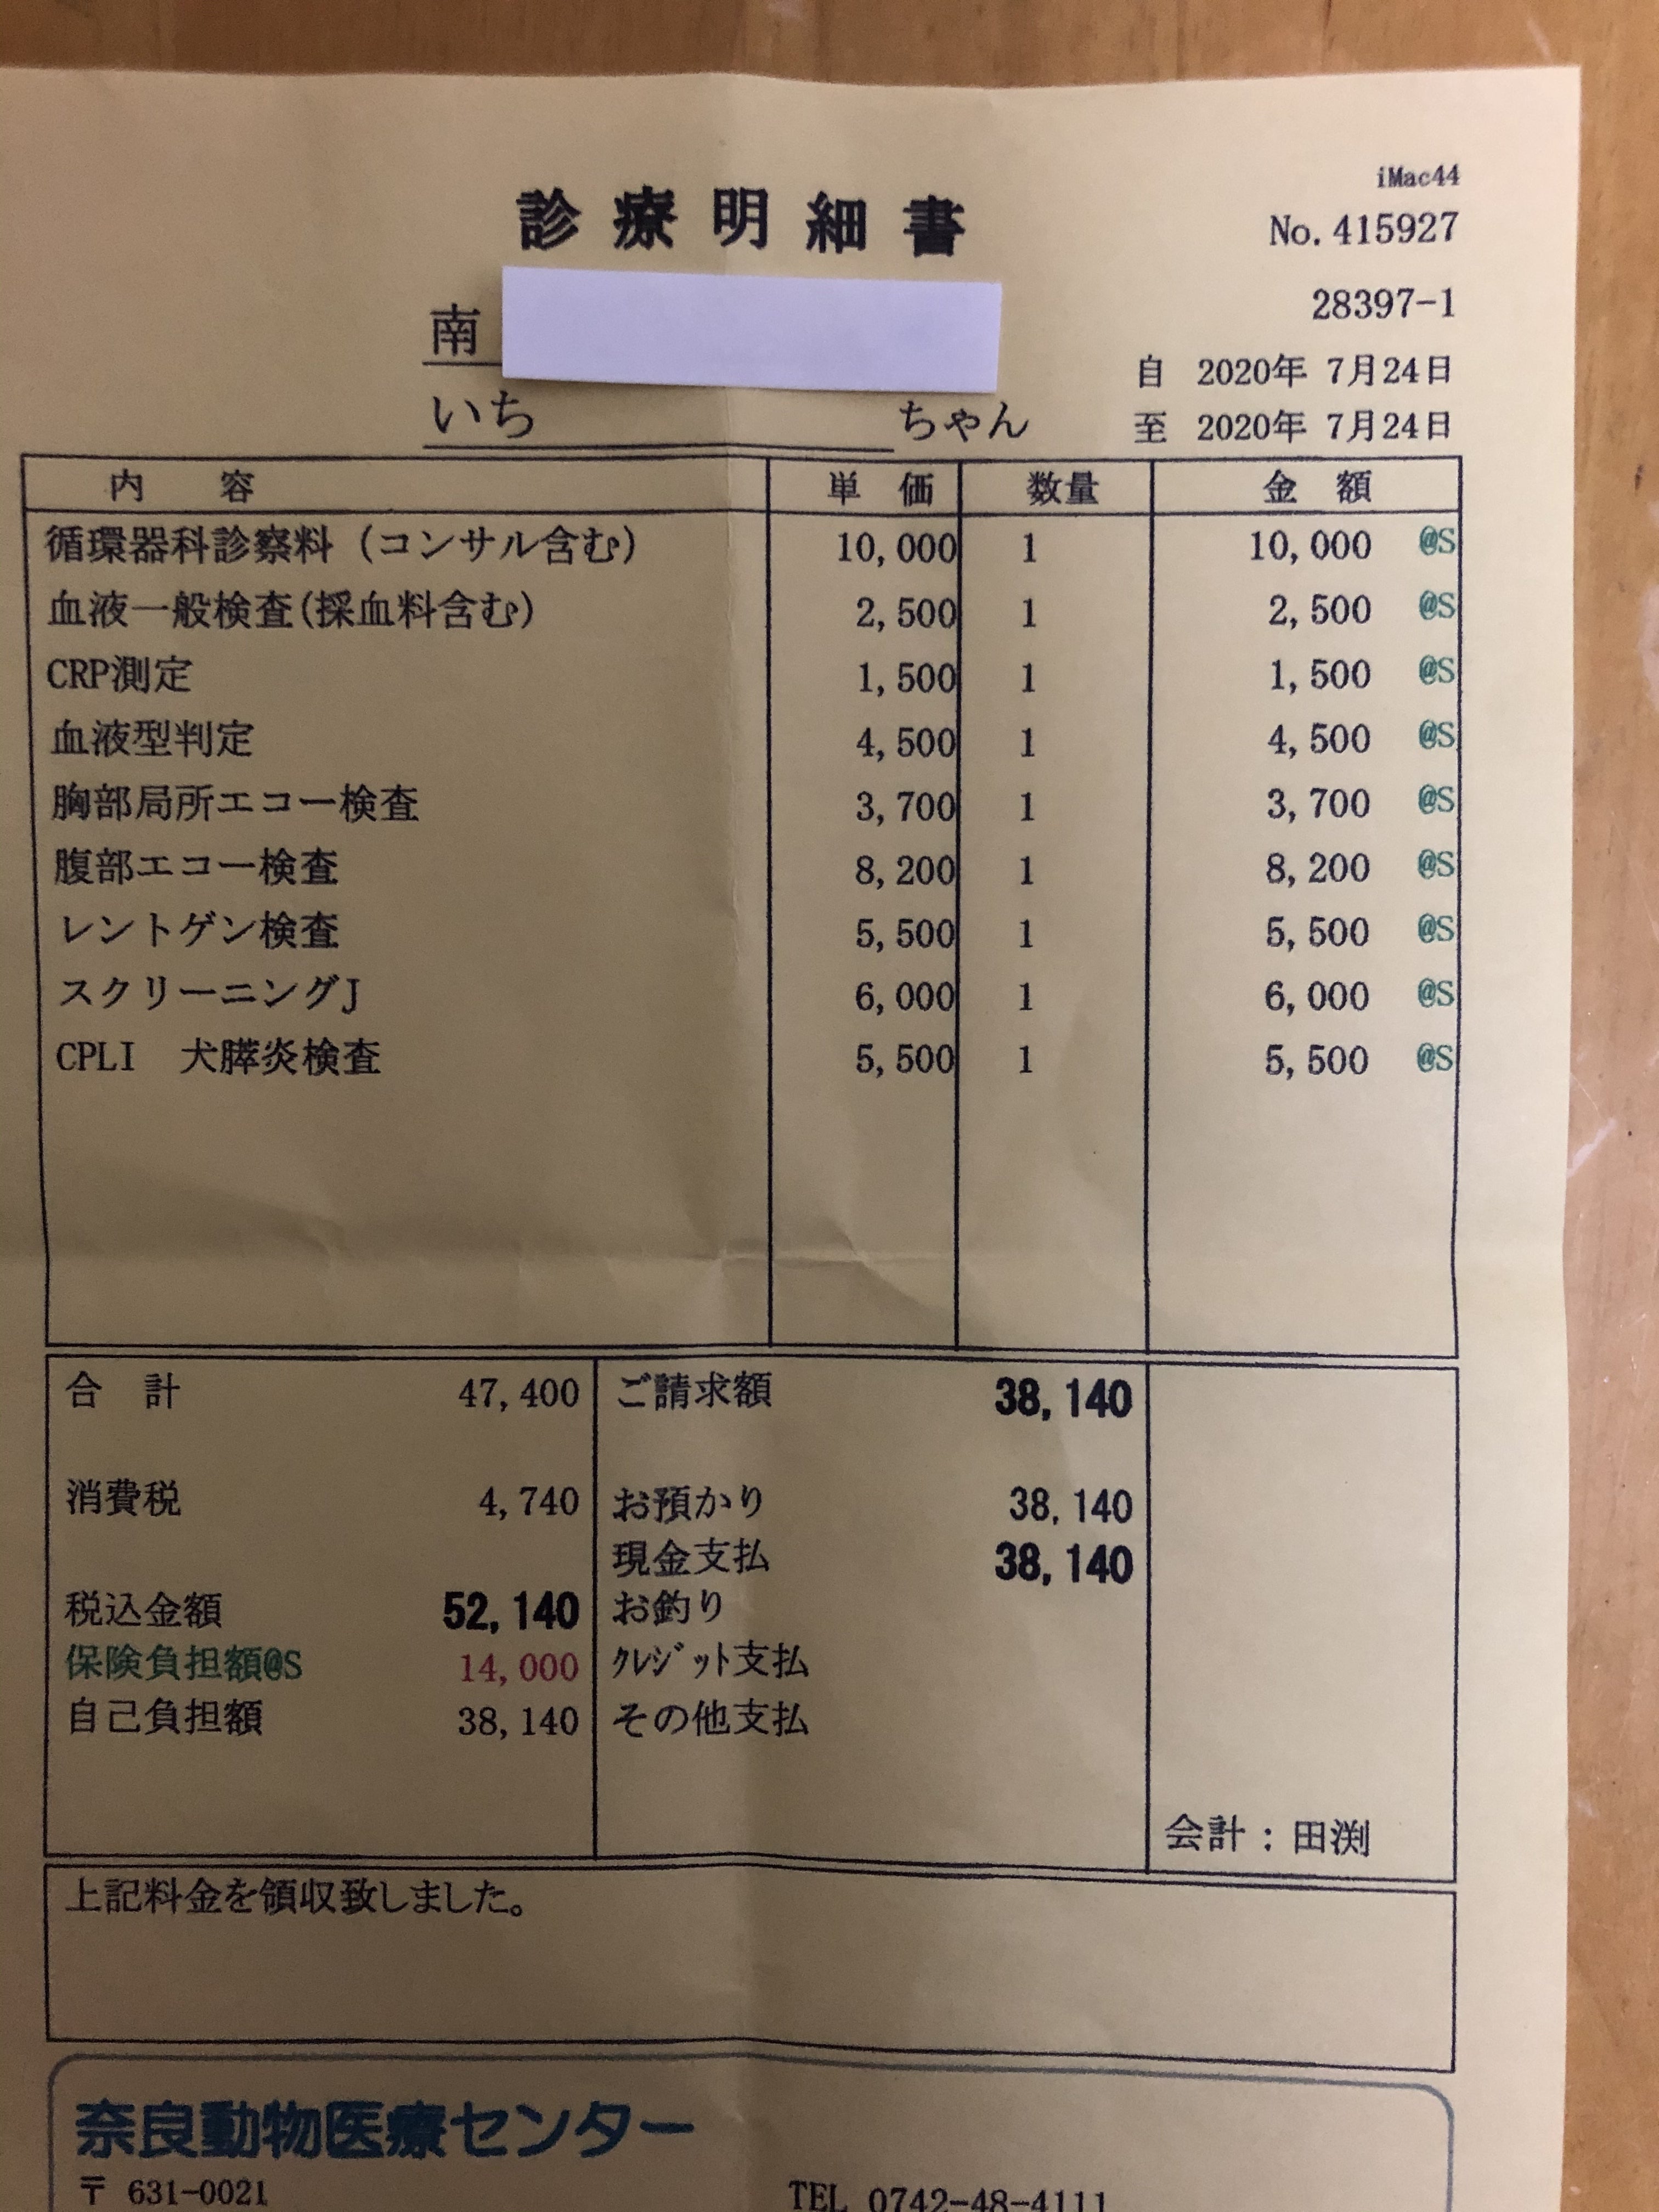 iMac44
診療明細書
No.415927
28397-1
南
自 2020年 7月24日
いち ちゃん
至 2020年 7月24日
内 容 単 価 数量 金 額
循環器科診察料（コンサル含む） 10,000 1 10,000 @S
血液一般検査(採血料含む) 2,500 1 2,500 @S
CRP測定 1,500 1 1,500 @S
血液型判定 4,500 1 4,500 @S
胸部局所エコー検査 3,700 1 3,700 @S
腹部エコー検査 8,200 1 8,200 @S
レントゲン検査 5,500 1 5,500 @S
スクリーニングJ 6,000 1 6,000 @S
CPLI 犬膵炎検査 5,500 1 5,500 @S
合 計 47,400 ご請求額 38,140
消費税 4,740 お預かり 38,140
現金支払 38,140
税込金額 52,140 お釣り
保険負担額@S 14,000 ｸﾚｼﾞｯﾄ支払
自己負担額 38,140 その他支払
会計：田渕
上記料金を領収致しました。
奈良動物医療センター
〒 631-0021 TEL 0742-48-4111